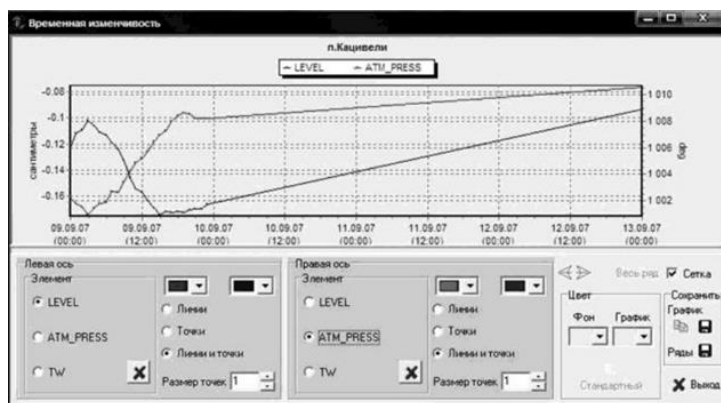 Временная изменчивость
п.Кацивели
LEVEL ATM_PRESS
-0.08
-0.1
-0.12
-0.14
-0.16
сантиметры
1 010
1 008
1 006
1 004
1 002
deg
09.09.07 09.09.07 10.09.07 10.09.07 11.09.07 11.09.07 12.09.07 12.09.07 13.09.07
(00:00) (12:00) (00:00) (12:00) (00:00) (12:00) (00:00) (12:00) (00:00)
Левая ось
Элемент
LEVEL
ATM_PRESS
TW
Линии
Точки
Линии и точки
Размер точек 1
Правая ось
Элемент
LEVEL
ATM_PRESS
TW
Линии
Точки
Линии и точки
Размер точек 1
Весь ряд Сетка
Цвет
Фон График
Стандартный
Сохранить
График
Ряды
Выход